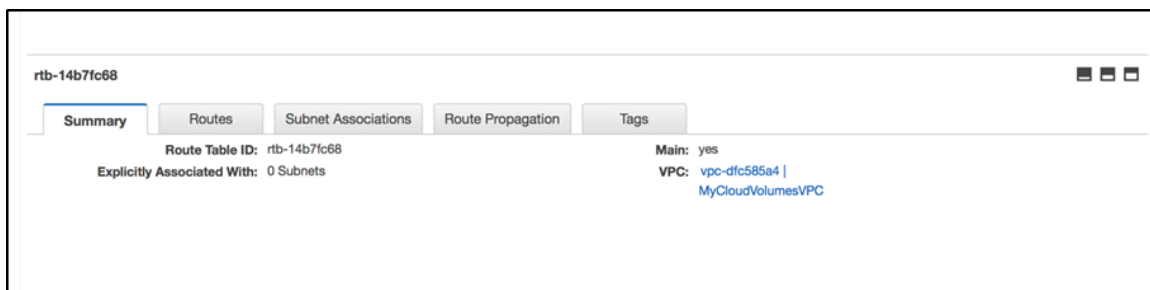 rtb-14b7fc68
Summary Routes Subnet Associations Route Propagation Tags
Route Table ID: rtb-14b7fc68 Main: yes
Explicitly Associated With: 0 Subnets VPC: vpc-dfc585a4 |
MyCloudVolumesVPC